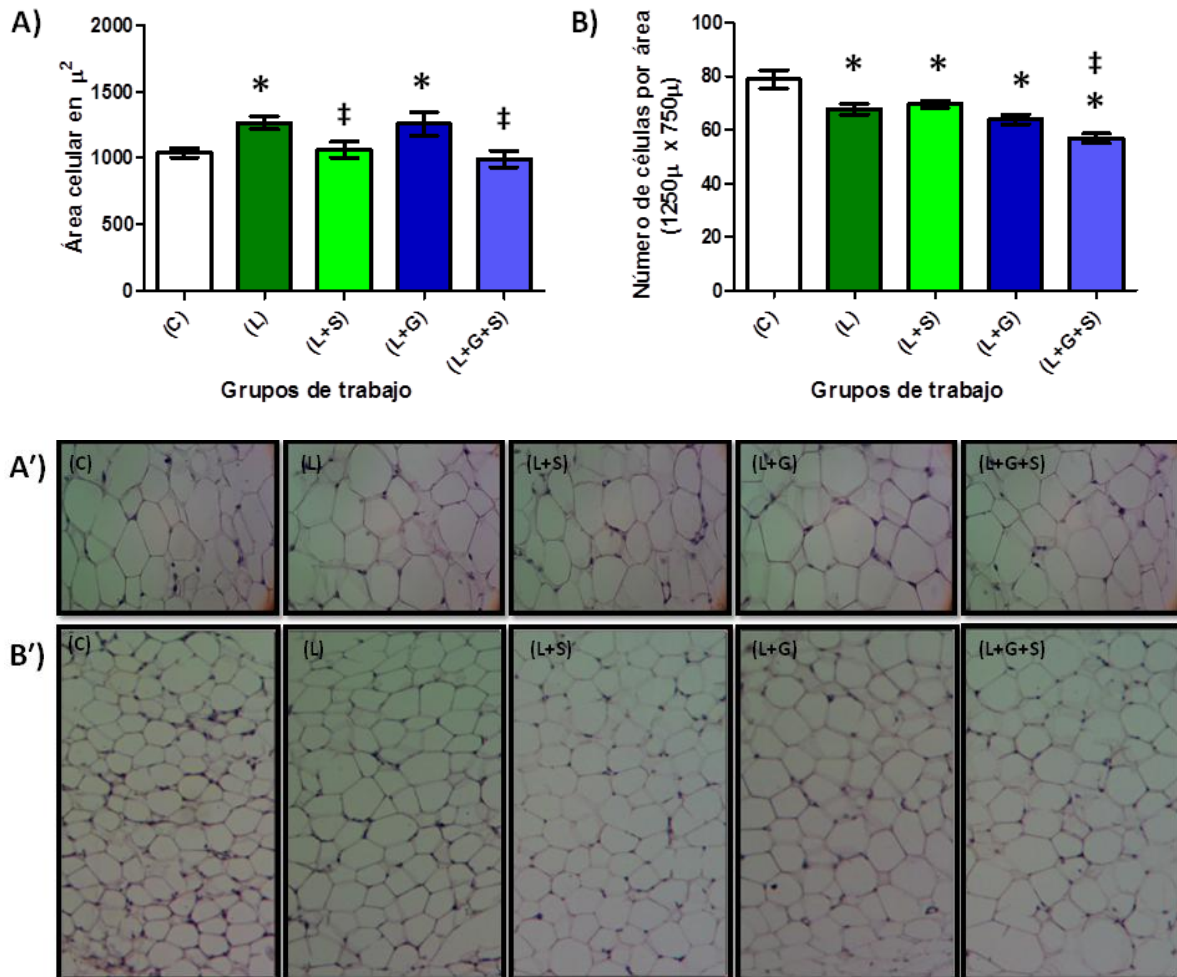 A)
Área celular en µ²
2000
1500
1000
500
0
*
‡
*
‡
(C)
(L)
(L+S)
(L+G)
(L+G+S)
Grupos de trabajo
B)
Número de células por área
(1250µ x 750µ)
100
80
60
40
20
0
*
*
*
‡
*
(C)
(L)
(L+S)
(L+G)
(L+G+S)
Grupos de trabajo
A’)
(C)
(L)
(L+S)
(L+G)
(L+G+S)
B’)
(C)
(L)
(L+S)
(L+G)
(L+G+S)